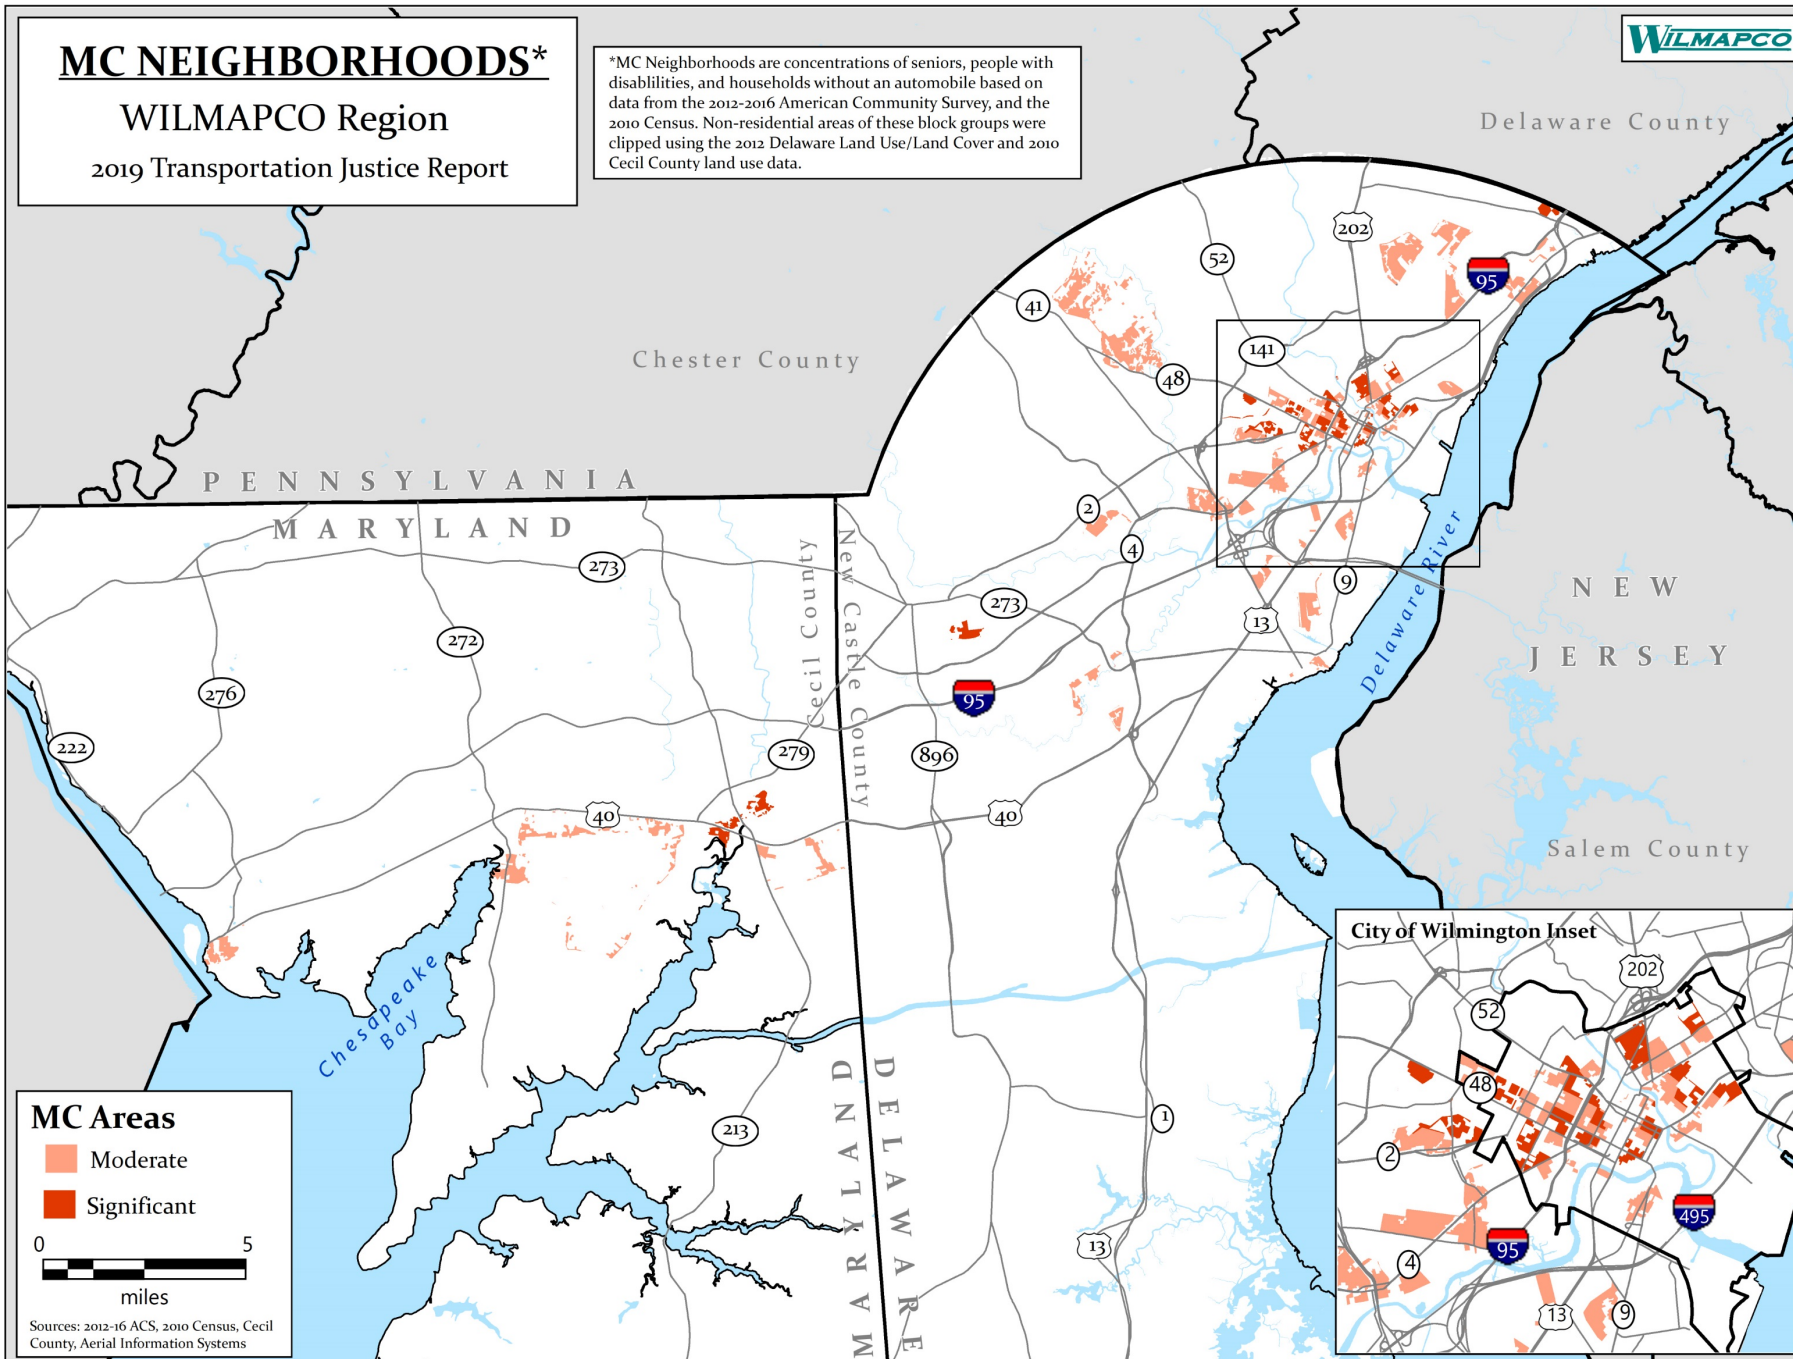 MC NEIGHBORHOODS*
WILMAPCO Region
2019 Transportation Justice Report
*MC Neighborhoods are concentrations of seniors, people with
disablilities, and households without an automobile based on
data from the 2012-2016 American Community Survey, and the
2010 Census. Non-residential areas of these block groups were
clipped using the 2012 Delaware Land Use/Land Cover and 2010
Cecil County land use data.
WILMAPCO
Delaware County
202
52
95
41
141
Chester County
48
PENNSYLVANIA
MARYLAND
2
4
273
Cecil County
New Castle County
273
9
13
Delaware River
NEW
JERSEY
272
276
95
222
279
896
40
40
Salem County
Chesapeake
Bay
213
1
13
MARYLAND
DELAWARE
City of Wilmington Inset
202
52
48
2
495
95
4
13
9
MC Areas
Moderate
Significant
0 5
miles
Sources: 2012-16 ACS, 2010 Census, Cecil
County, Aerial Information Systems